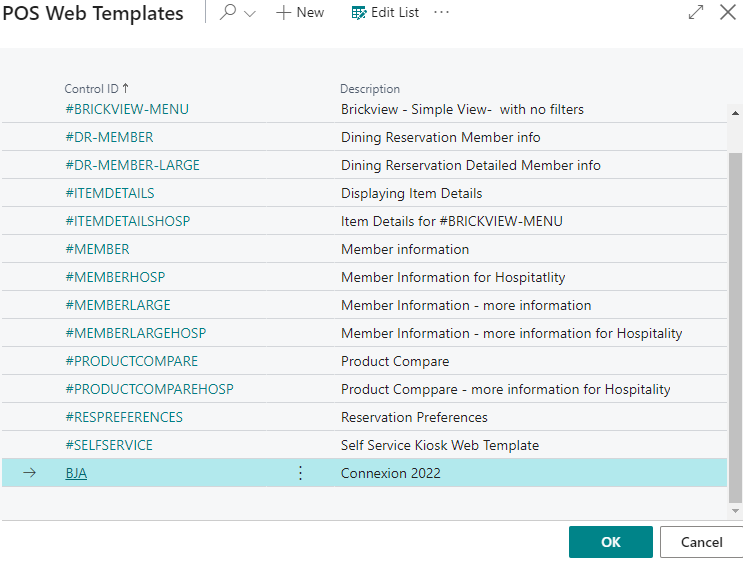 POS Web Templates New Edit List ...
Control ID ↑ Description
#BRICKVIEW-MENU Brickview - Simple View- with no filters
#DR-MEMBER Dining Reservation Member info
#DR-MEMBER-LARGE Dining Rerservation Detailed Member info
#ITEMDETAILS Displaying Item Details
#ITEMDETAILSHOSP Item Details for #BRICKVIEW-MENU
#MEMBER Member information
#MEMBERHOSP Member Information for Hospitatlity
#MEMBERLARGE Member Information - more information
#MEMBERLARGEHOSP Member Information - more information for Hospitality
#PRODUCTCOMPARE Product Compare
#PRODUCTCOMPAREHOSP Product Comppare - more information for Hospitality
#RESPREFERENCES Reservation Preferences
#SELFSERVICE Self Service Kiosk Web Template
BJA Connexion 2022
OK Cancel